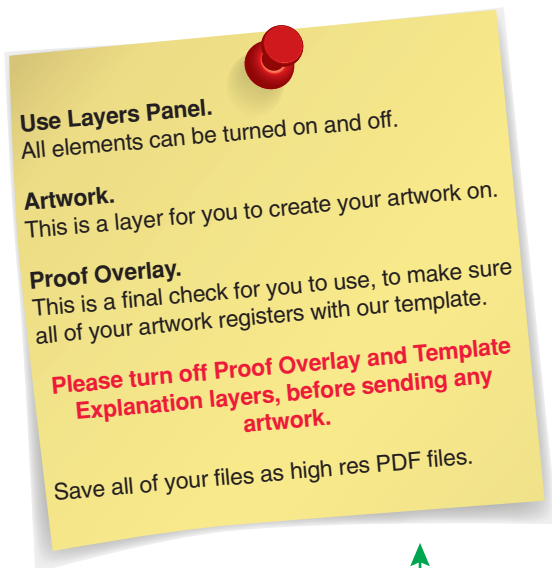 Use Layers Panel.
All elements can be turned on and off.
Artwork.
This is a layer for you to create your artwork on.
Proof Overlay.
This is a final check for you to use, to make sure
all of your artwork registers with our template.
Please turn off Proof Overlay and Template
Explanation layers, before sending any
artwork.
Save all of your files as high res PDF files.